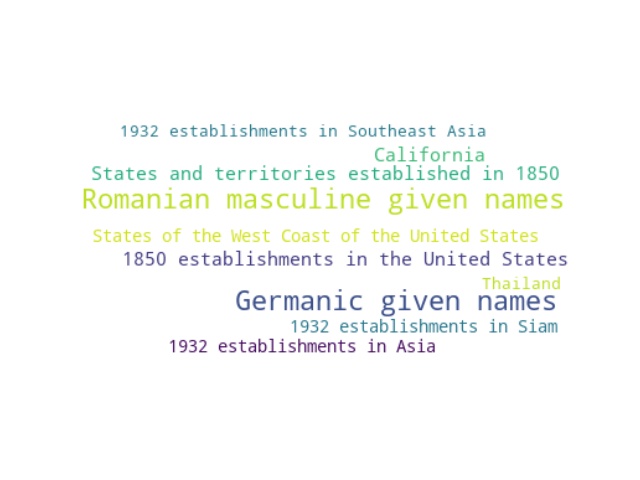 1932 establishments in Southeast Asia
California
States and territories established in 1850
Romanian masculine given names
States of the West Coast of the United States
1850 establishments in the United States
Thailand
Germanic given names
1932 establishments in Siam
1932 establishments in Asia